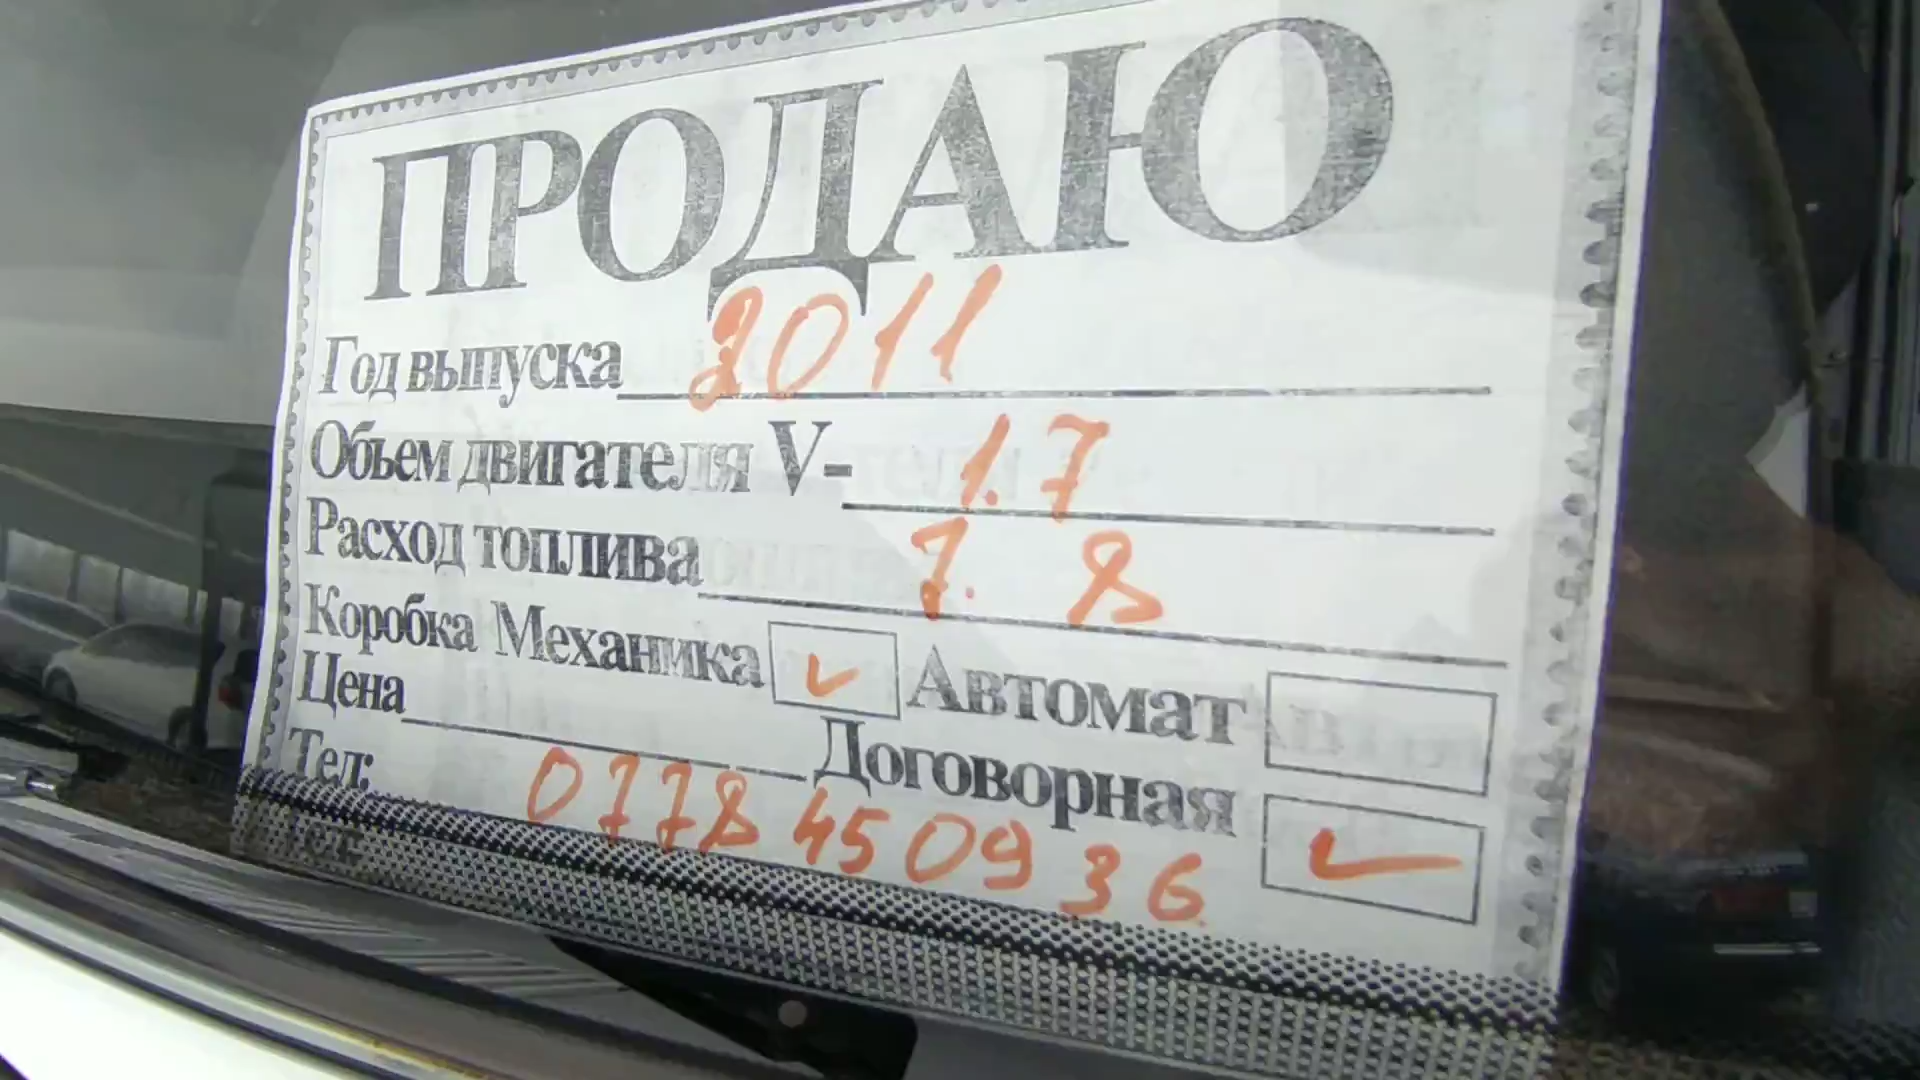 ПРОДАЮ
Год выпуска 2011
Объем двигателя V- 1.7
Расход топлива 7. 8
Коробка Механика ✓ Автомат
Цена Договорная ✓
Тел: 0778 450936